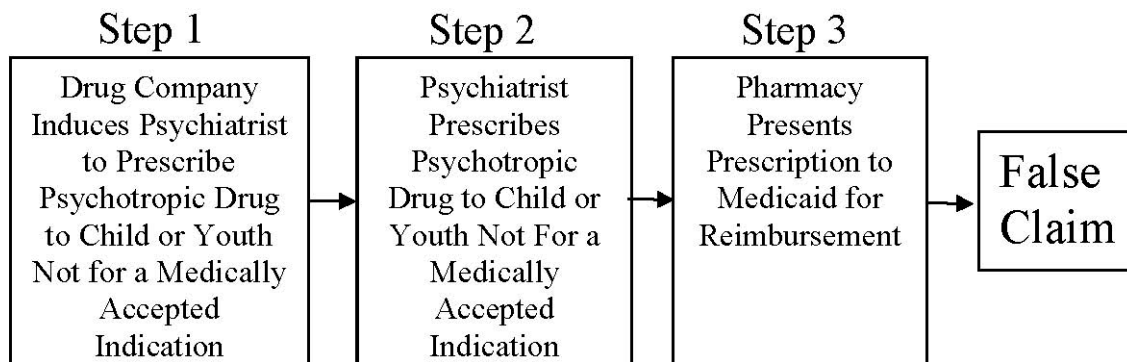 Step 1
Drug Company
Induces Psychiatrist
to Prescribe
Psychotropic Drug
to Child or Youth
Not for a Medically
Accepted
Indication
Step 2
Psychiatrist
Prescribes
Psychotropic
Drug to Child or
Youth Not For a
Medically
Accepted
Indication
Step 3
Pharmacy
Presents
Prescription to
Medicaid for
Reimbursement
False
Claim